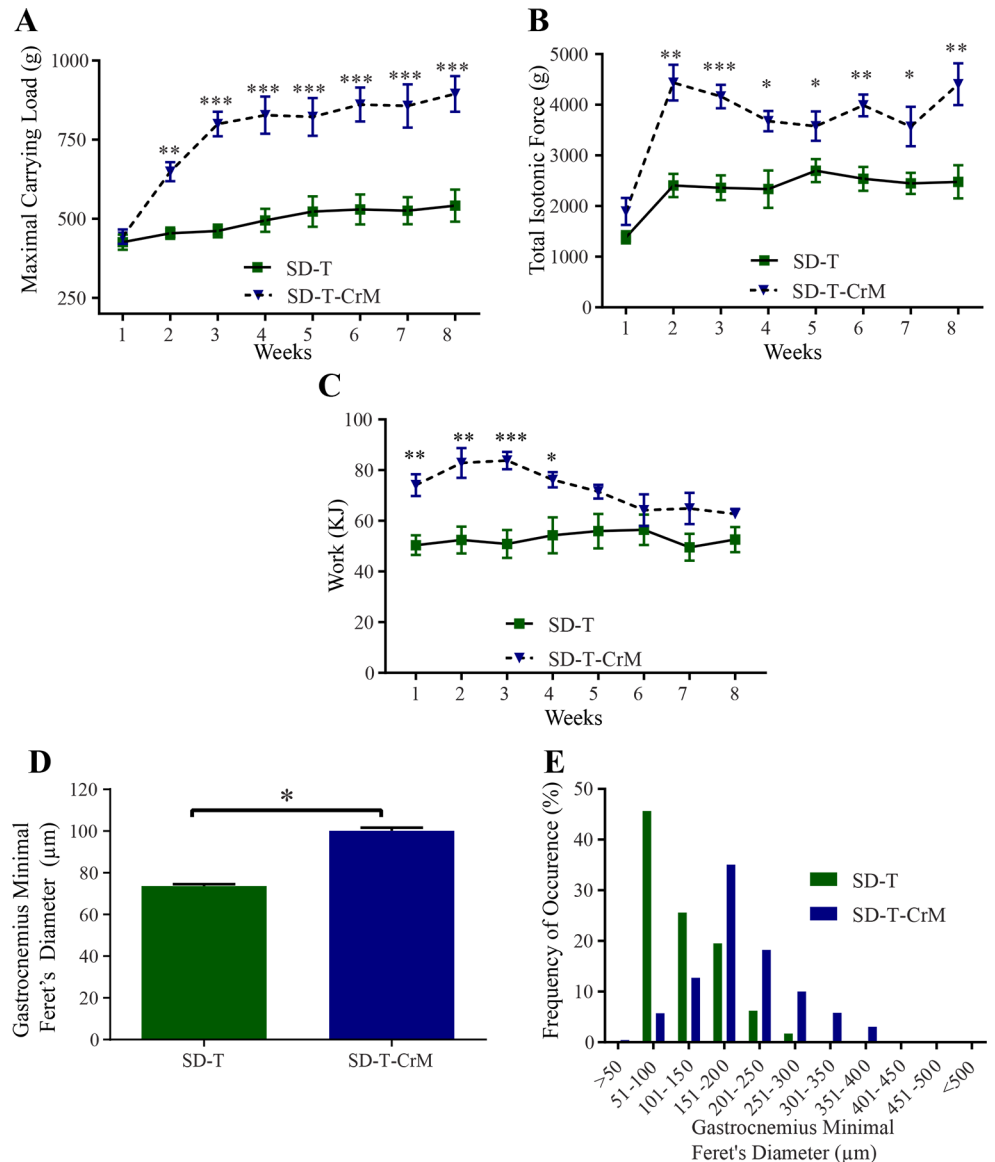 A
Maximal Carrying Load (g)
1000
750
500
250
**
***
***
***
***
***
***
SD-T
SD-T-CrM
1 2 3 4 5 6 7 8
Weeks
B
Total Isotonic Force (g)
5000
4000
3000
2000
1000
0
**
***
*
*
**
*
**
SD-T
SD-T-CrM
1 2 3 4 5 6 7 8
Weeks
C
Work (KJ)
100
80
60
40
20
0
**
**
***
*
SD-T
SD-T-CrM
1 2 3 4 5 6 7 8
Weeks
D
Gastrocnemius Minimal
Feret's Diameter (µm)
120
100
80
60
40
20
0
*
SD-T
SD-T-CrM
E
Frequency of Occurence (%)
50
40
30
20
10
0
SD-T
SD-T-CrM
>50
51-100
101-150
151-200
201-250
251-300
301-350
351-400
401-450
451-500
<500
Gastrocnemius Minimal
Feret's Diameter (µm)